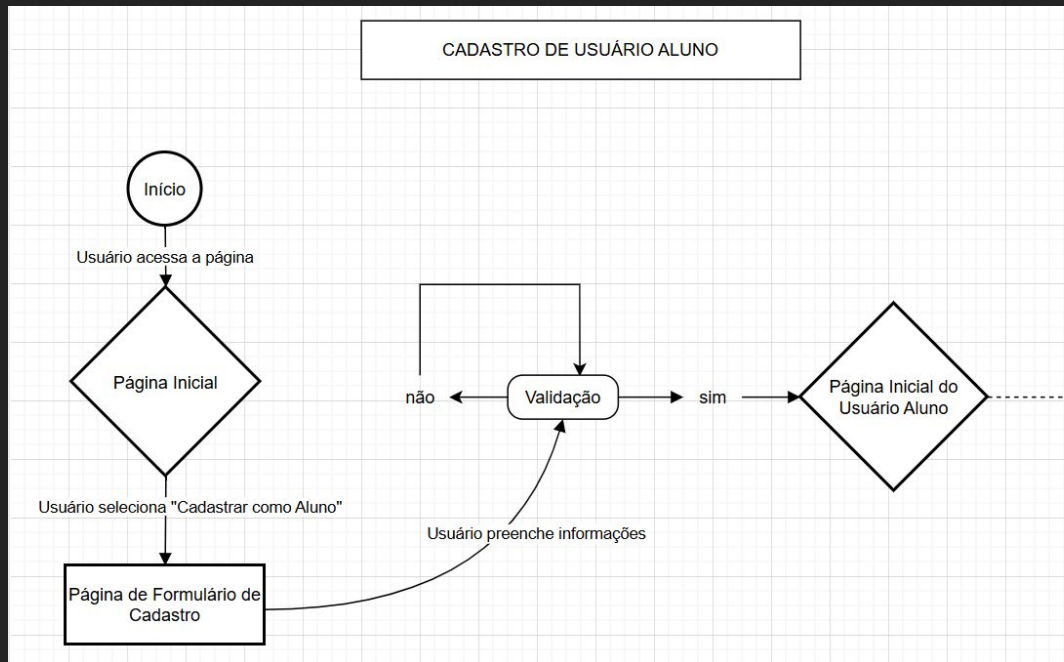 CADASTRO DE USUÁRIO ALUNO
Início
Usuário acessa a página
Página Inicial
Usuário seleciona "Cadastrar como Aluno"
Página de Formulário de
Cadastro
Usuário preenche informações
não
Validação
sim
Página Inicial do
Usuário Aluno